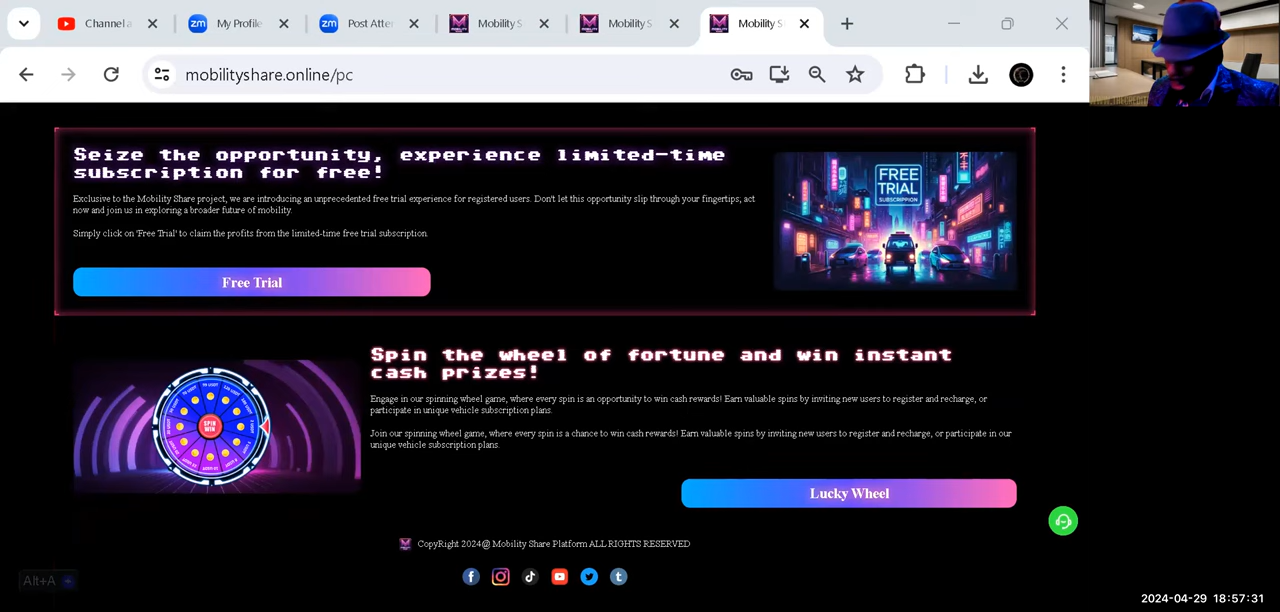 Channel a
My Profile
Post Atte
Mobility S
Mobility S
Mobility S
mobilityshare.online/pc
Seize the opportunity, experience limited-time
subscription for free!
Exclusive to the Mobility Share project, we are introducing an unprecedented free trial experience for registered users. Don't let this opportunity slip through your fingertips, act
now and join us in exploring a broader future of mobility.
Simply click on 'Free Trial' to claim the profits from the limited-time free trial subscription.
Free Trial
FREE
TRIAL
SUBSCRIPPTION
Spin the wheel of fortune and win instant
cash prizes!
Engage in our spinning wheel game, where every spin is an opportunity to win cash rewards! Earn valuable spins by inviting new users to register and recharge, or
participate in unique vehicle subscription plans.
Join our spinning wheel game, where every spin is a chance to win cash rewards! Earn valuable spins by inviting new users to register and recharge, or participate in our
unique vehicle subscription plans.
SPIN
WIN
Lucky Wheel
CopyRight 2024@ Mobility Share Platform ALL RIGHTS RESERVED
Alt+A
2024-04-29 18:57:31